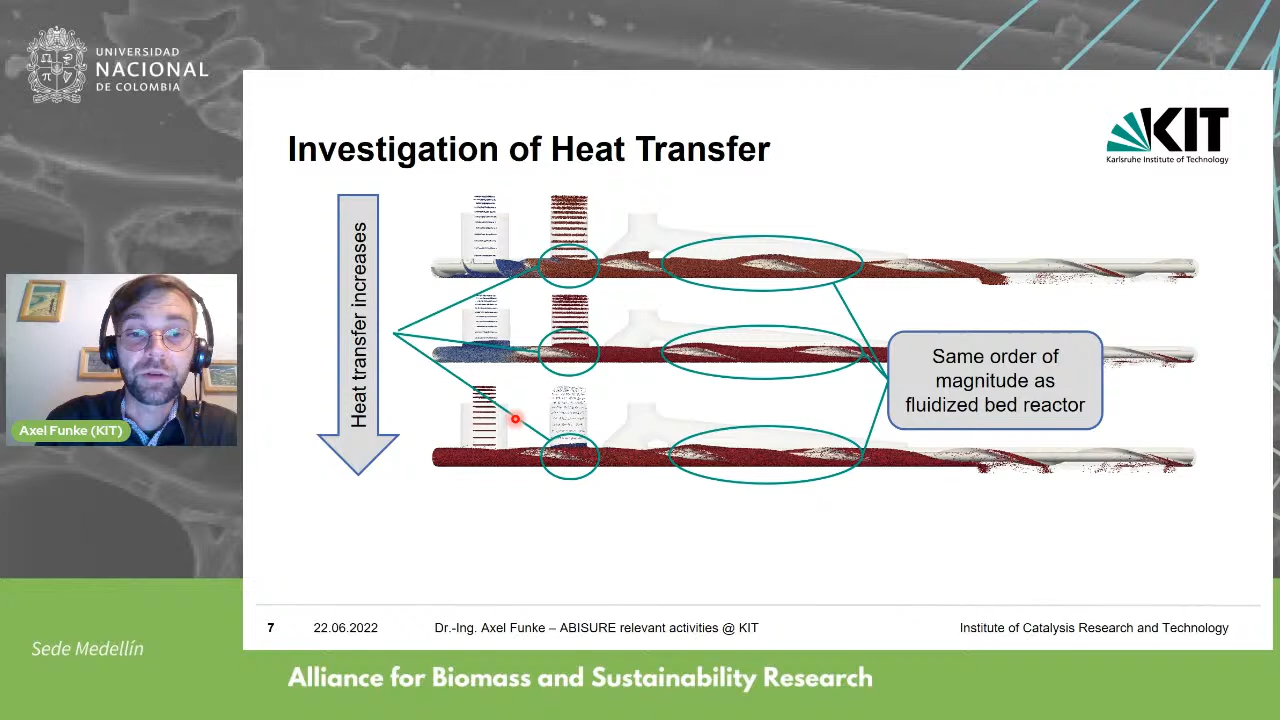 UNIVERSIDAD
NACIONAL
DE COLOMBIA
Investigation of Heat Transfer
KIT
Karlsruhe Institute of Technology
Heat transfer increases
Same order of
magnitude as
fluidized bed reactor
Axel Funke (KIT)
7 22.06.2022 Dr.-Ing. Axel Funke – ABISURE relevant activities @ KIT Institute of Catalysis Research and Technology
Sede Medellín
Alliance for Biomass and Sustainability Research